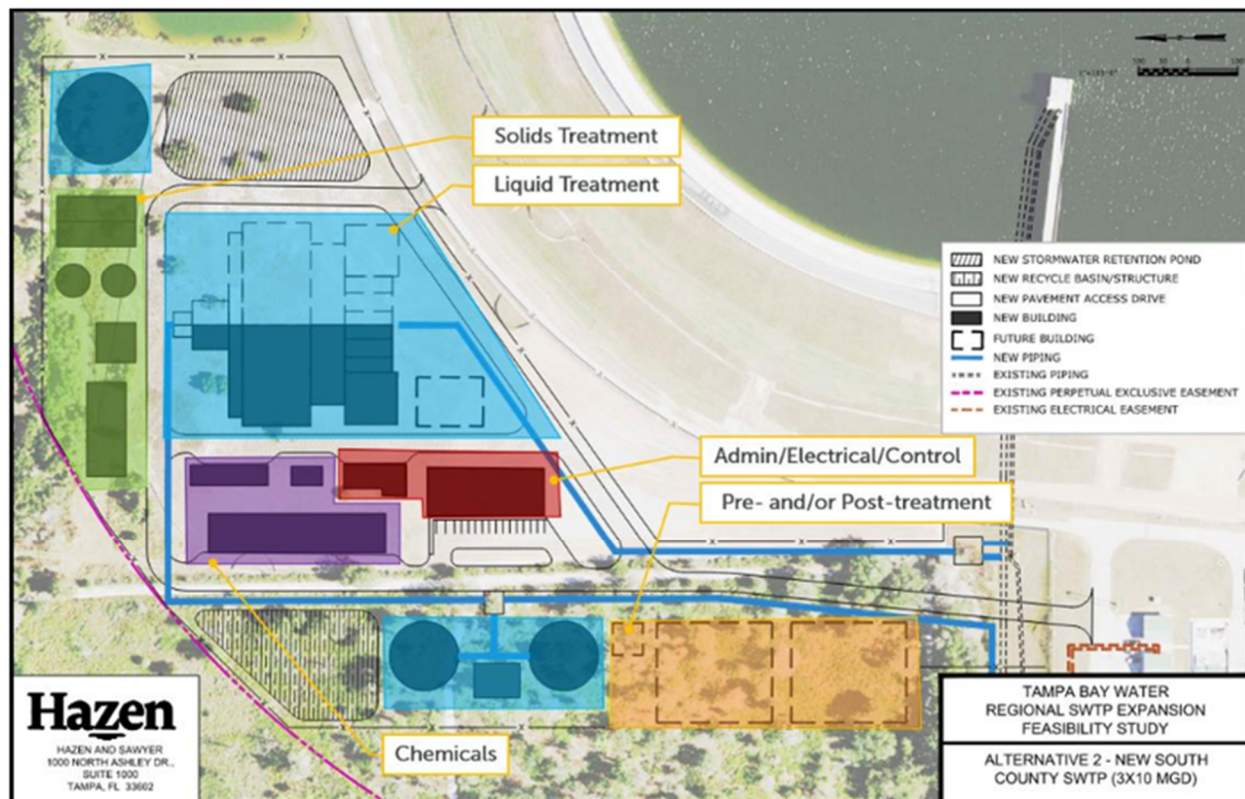 Solids Treatment
Liquid Treatment
NEW STORMWATER RETENTION POND
NEW RECYCLE BASIN/STRUCTURE
NEW PAVEMENT ACCESS DRIVE
NEW BUILDING
FUTURE BUILDING
NEW PIPING
EXISTING PIPING
EXISTING PERPETUAL EXCLUSIVE EASEMENT
EXISTING ELECTRICAL EASEMENT
Admin/Electrical/Control
Pre- and/or Post-treatment
Chemicals
Hazen
HAZEN AND SAWYER
1000 NORTH ASHLEY DR.,
SUITE 1000
TAMPA, FL 33602
TAMPA BAY WATER
REGIONAL SWTP EXPANSION
FEASIBILITY STUDY
ALTERNATIVE 2 - NEW SOUTH
COUNTY SWTP (3X10 MGD)